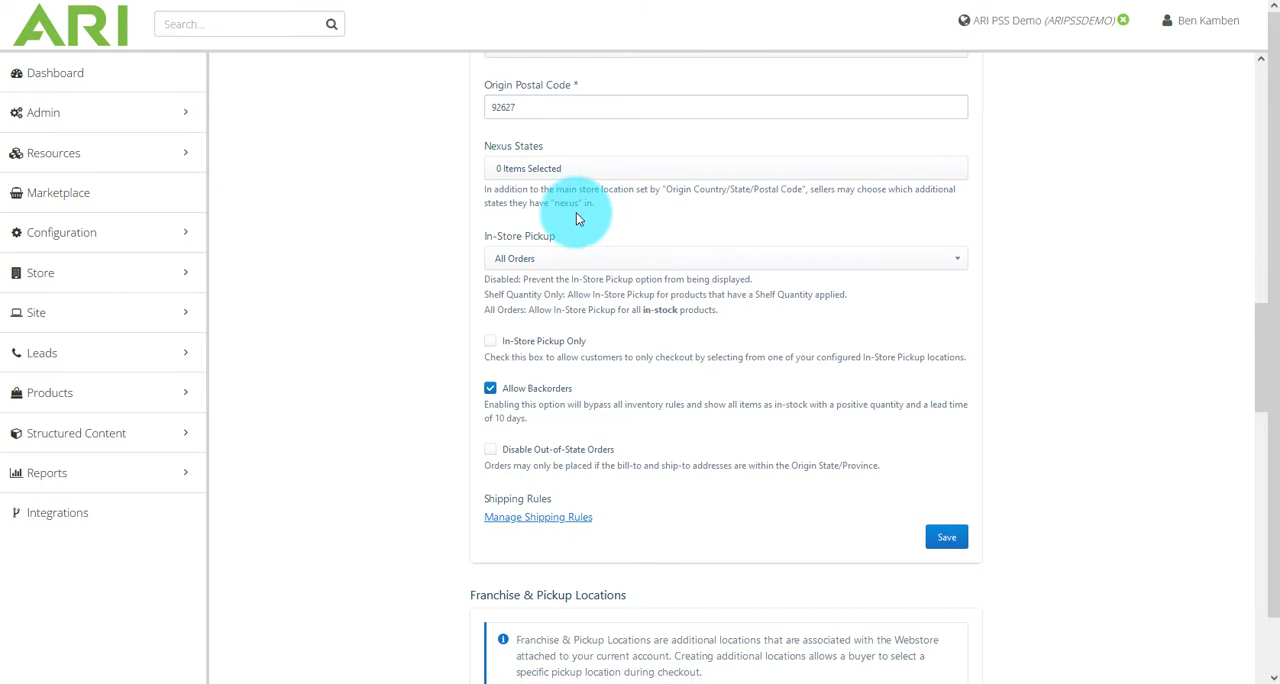 ARI
Search...
ARI PSS Demo (ARIPSSDEMO)
Ben Kamben
Dashboard
Admin
Resources
Marketplace
Configuration
Store
Site
Leads
Products
Structured Content
Reports
Integrations
Origin Postal Code *
92627
Nexus States
0 Items Selected
In addition to the main store location set by "Origin Country/State/Postal Code", sellers may choose which additional
states they have "nexus" in.
In-Store Pickup
All Orders
Disabled: Prevent the In-Store Pickup option from being displayed.
Shelf Quantity Only: Allow In-Store Pickup for products that have a Shelf Quantity applied.
All Orders: Allow In-Store Pickup for all in-stock products.
In-Store Pickup Only
Check this box to allow customers to only checkout by selecting from one of your configured In-Store Pickup locations.
Allow Backorders
Enabling this option will bypass all inventory rules and show all items as in-stock with a positive quantity and a lead time
of 10 days.
Disable Out-of-State Orders
Orders may only be placed if the bill-to and ship-to addresses are within the Origin State/Province.
Shipping Rules
Manage Shipping Rules
Save
Franchise & Pickup Locations
Franchise & Pickup Locations are additional locations that are associated with the Webstore
attached to your current account. Creating additional locations allows a buyer to select a
specific pickup location during checkout.